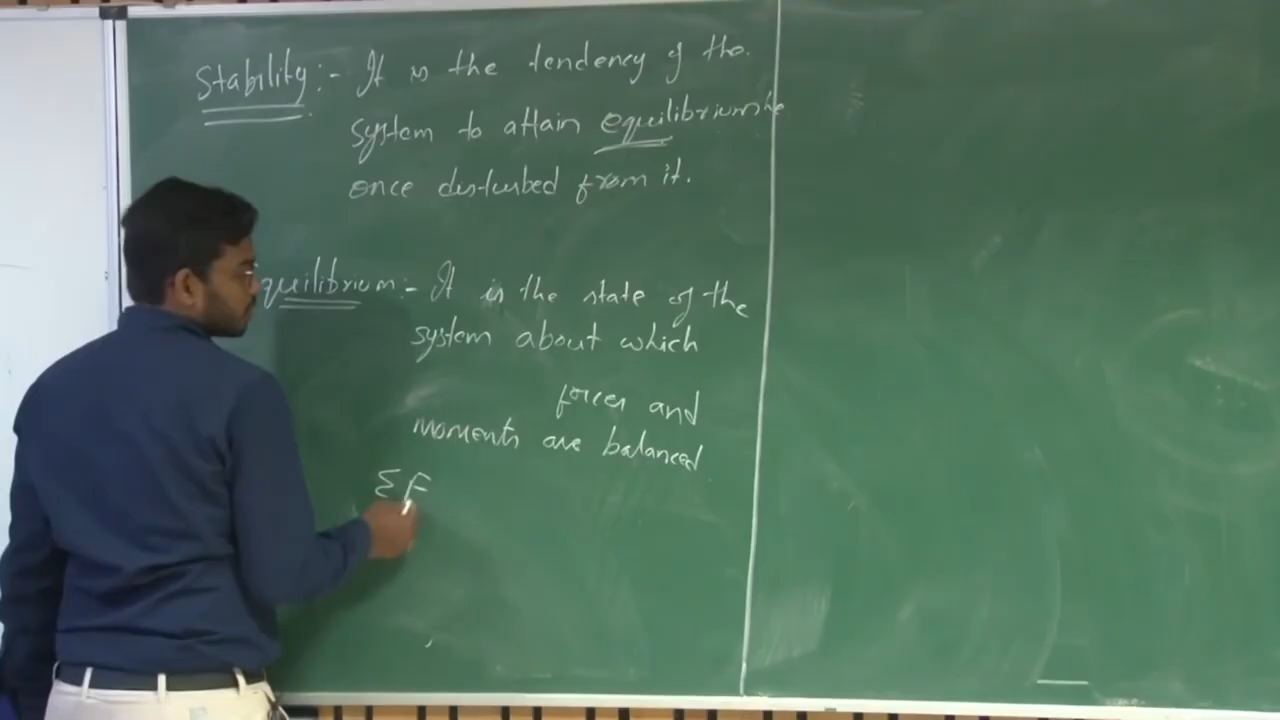 Stability:- It is the tendency of the.
system to attain equilibrium
once disturbed from it.
quilibrium:- It is the state of the
system about which
forces and
moments are balanced
ΣF